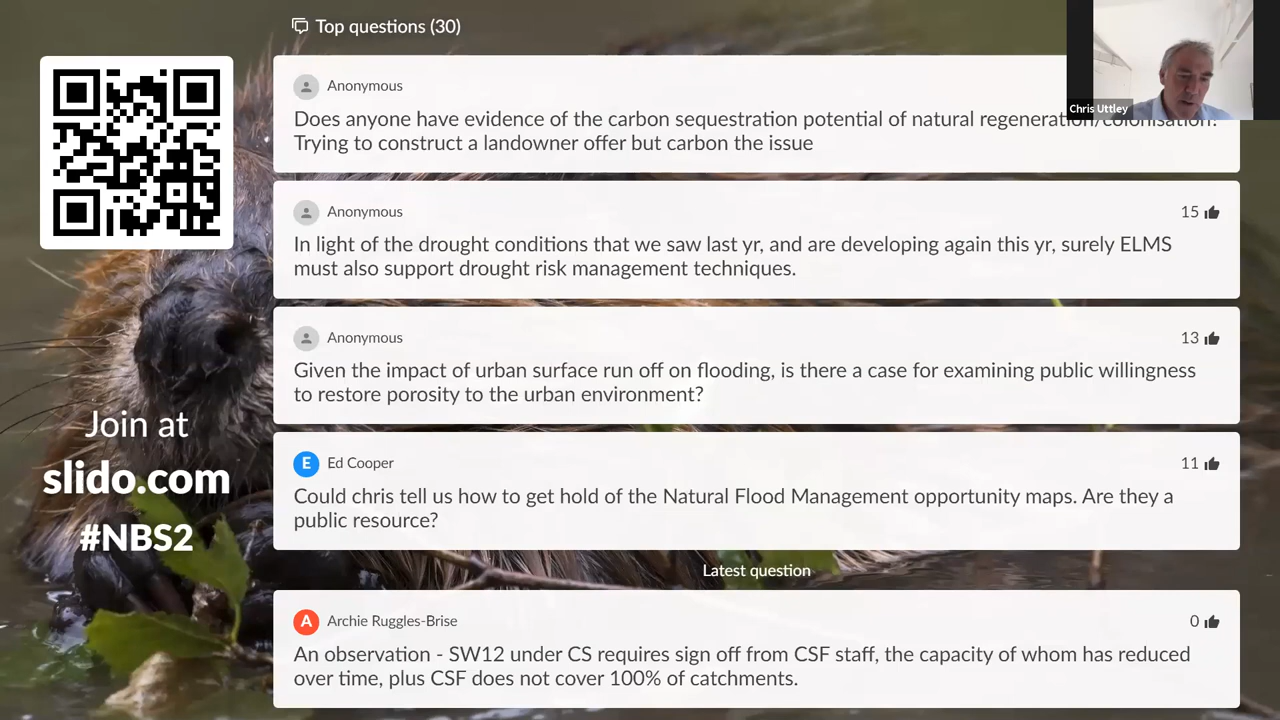 Top questions (30)
Anonymous
Does anyone have evidence of the carbon sequestration potential of natural regeneration/colonisation?
Trying to construct a landowner offer but carbon the issue
Chris Uttley
Anonymous
15
In light of the drought conditions that we saw last yr, and are developing again this yr, surely ELMS
must also support drought risk management techniques.
Anonymous
13
Given the impact of urban surface run off on flooding, is there a case for examining public willingness
to restore porosity to the urban environment?
E
Ed Cooper
11
Could chris tell us how to get hold of the Natural Flood Management opportunity maps. Are they a
public resource?
Latest question
A
Archie Ruggles-Brise
0
An observation - SW12 under CS requires sign off from CSF staff, the capacity of whom has reduced
over time, plus CSF does not cover 100% of catchments.
Join at
slido.com
#NBS2